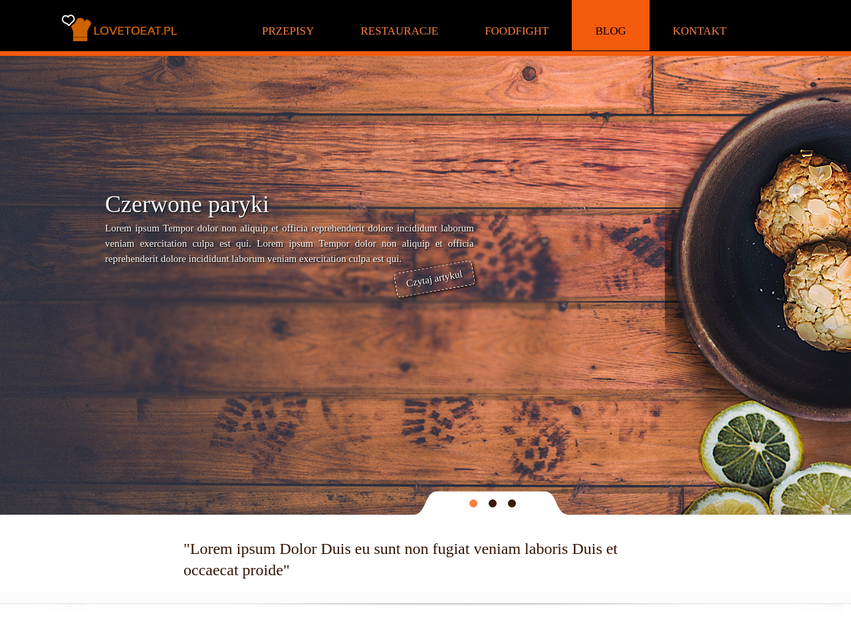 LOVETOEAT.PL
PRZEPISY
RESTAURACJE
FOODFIGHT
BLOG
KONTAKT
Czerwone paryki
Lorem ipsum Tempor dolor non aliquip et officia reprehenderit dolore incididunt laborum
veniam exercitation culpa est qui. Lorem ipsum Tempor dolor non aliquip et officia
reprehenderit dolore incididunt laborum veniam exercitation culpa est qui.
Czytaj artykul
"Lorem ipsum Dolor Duis eu sunt non fugiat veniam laboris Duis et
occaecat proide"